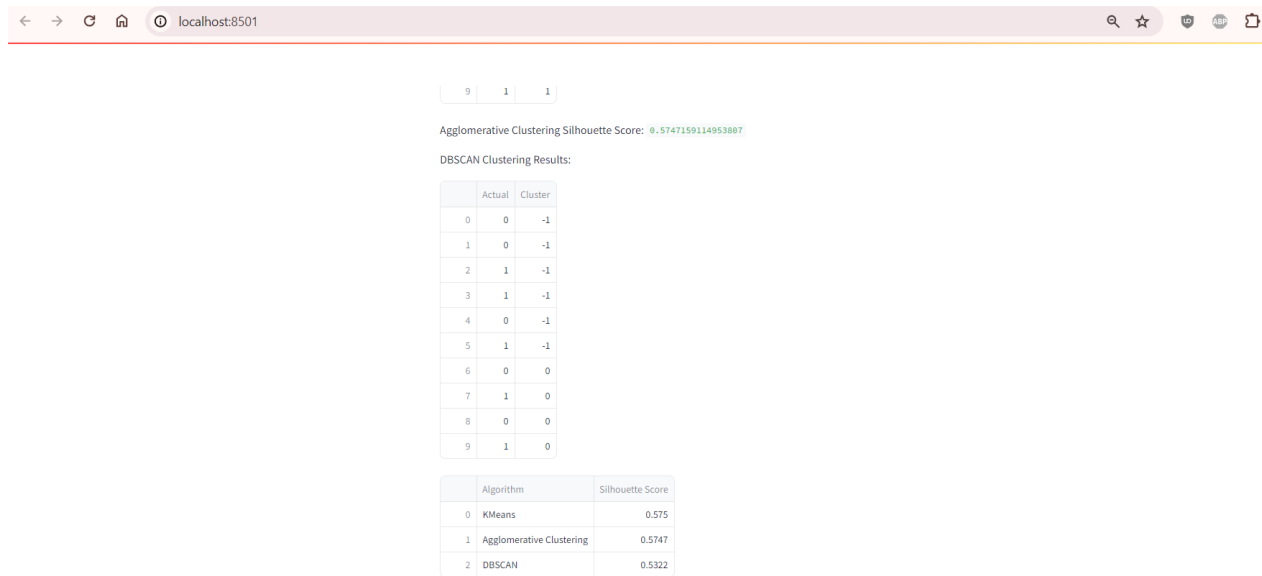 localhost:8501
9 1 1
Agglomerative Clustering Silhouette Score: 0.5747159114953807
DBSCAN Clustering Results:
Actual Cluster
0 0 -1
1 0 -1
2 1 -1
3 1 -1
4 0 -1
5 1 -1
6 0 0
7 1 0
8 0 0
9 1 0
Algorithm Silhouette Score
0 KMeans 0.575
1 Agglomerative Clustering 0.5747
2 DBSCAN 0.5322